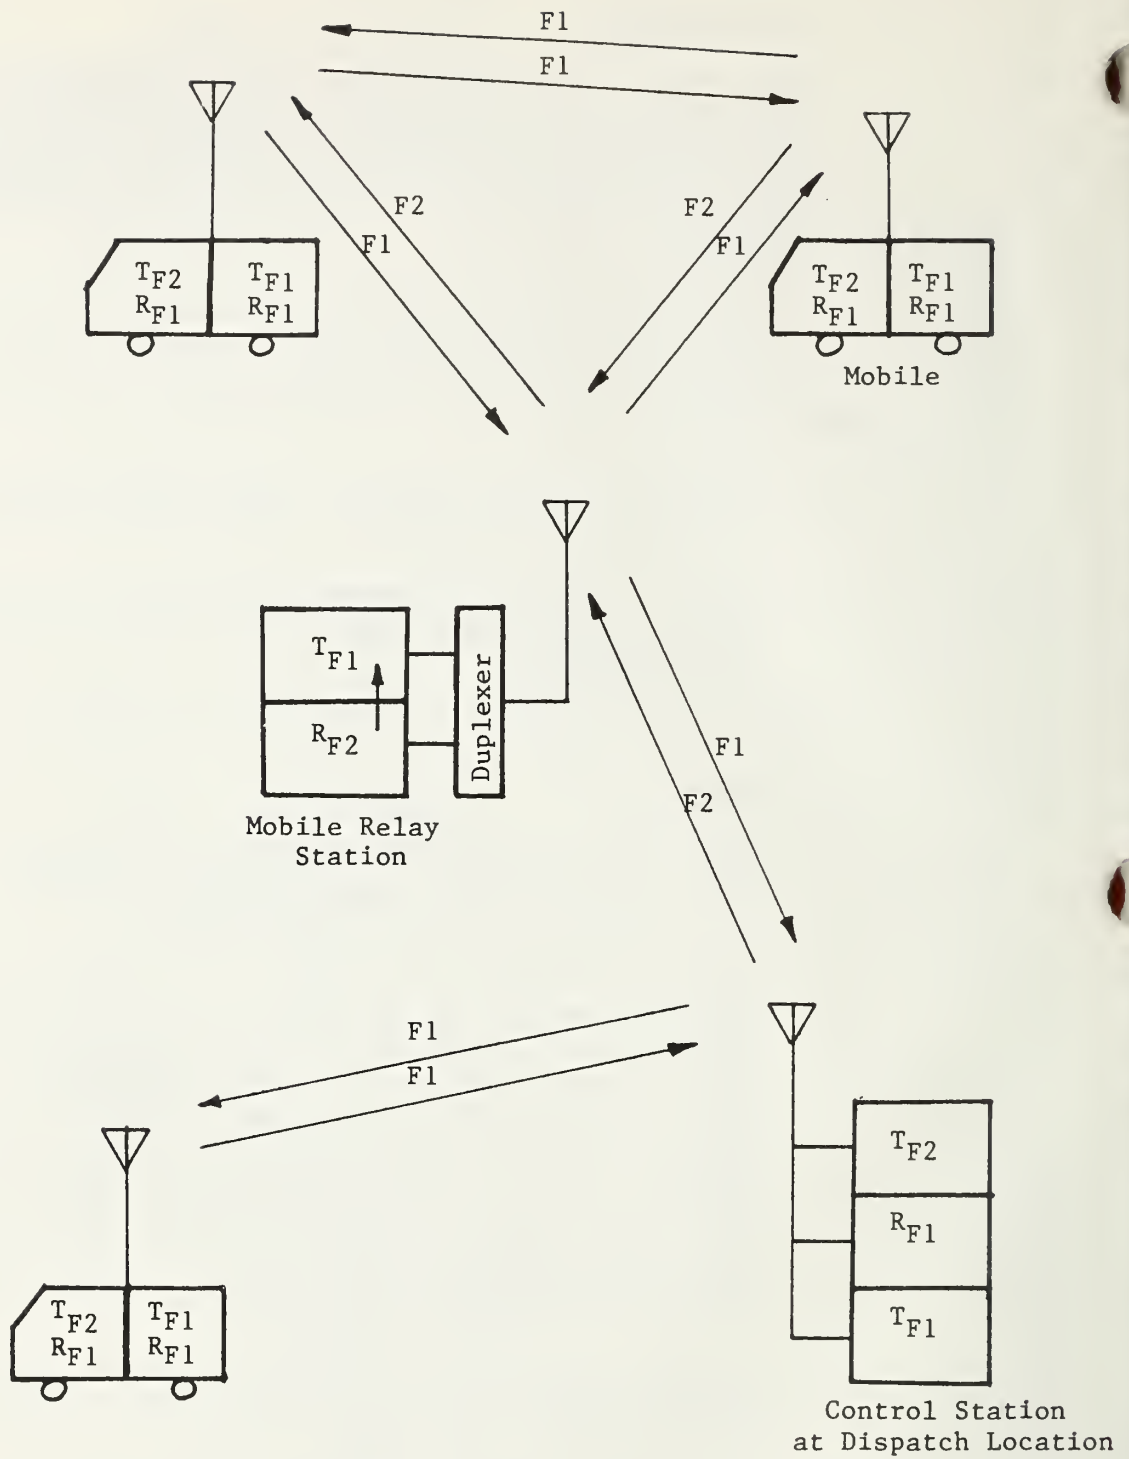 F1
F1
F2
F1
F2
F1
TF2
RF1
TF1
RF1
TF2
RF1
TF1
RF1
Mobile
TF1
RF2
Duplexer
Mobile Relay
Station
F1
F2
F1
F1
TF2
RF1
TF1
TF2
RF1
TF1
RF1
Control Station
at Dispatch Location